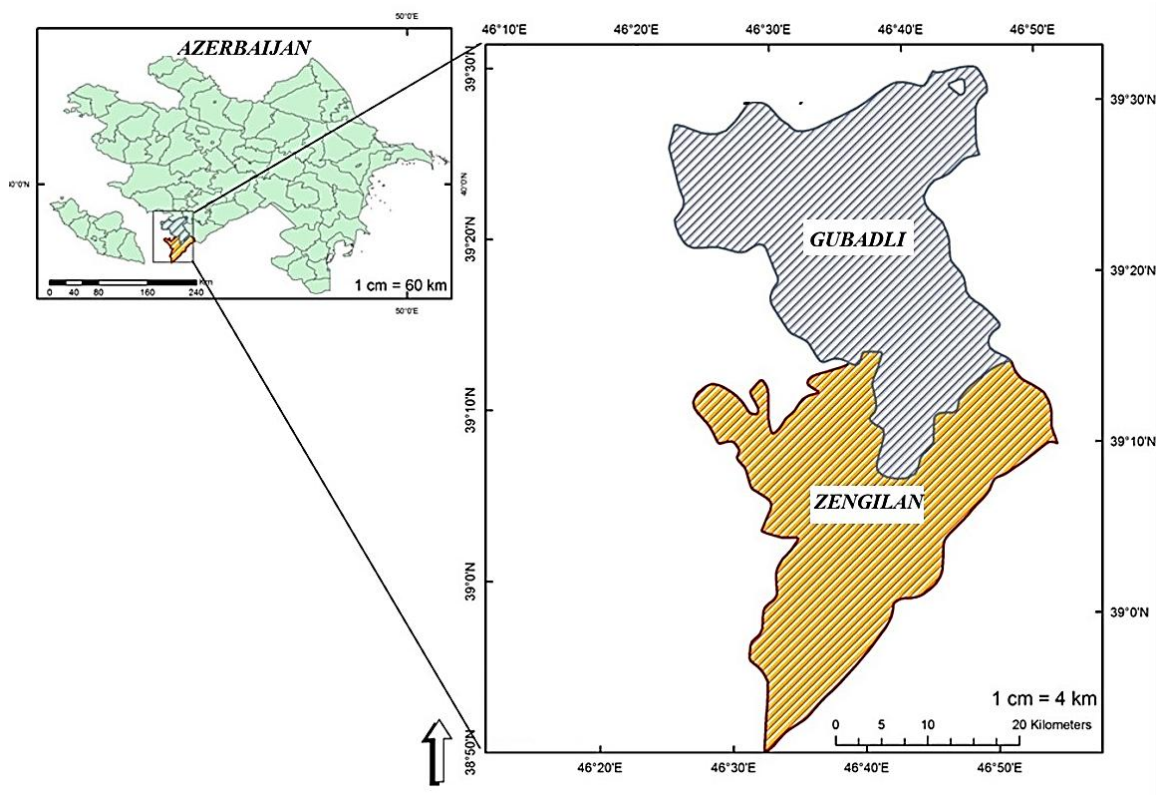 50°0'E
AZERBAIJAN
0°0'N
40°0'N
Km
0 40 80 160 240
1 cm = 60 km
50°0'E
46°10'E 46°20'E 46°30'E 46°40'E 46°50'E
39°30'N
39°20'N
39°10'N
39°0'N
38°50'N
39°30'N
39°20'N
39°10'N
39°0'N
GUBADLI
ZENGILAN
1 cm = 4 km
0 5 10 20 Kilometers
46°20'E 46°30'E 46°40'E 46°50'E